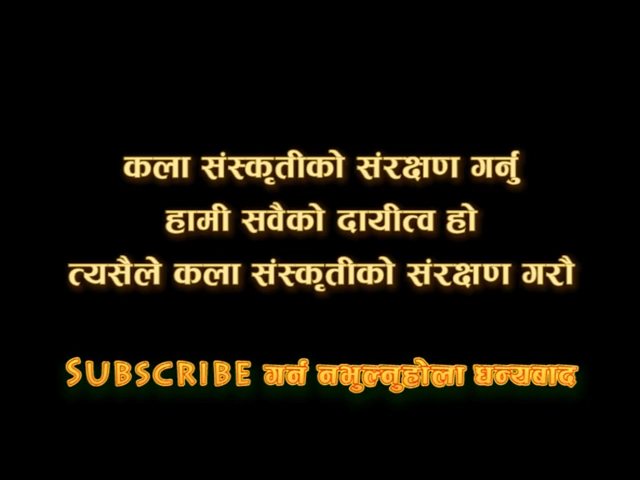 कला संस्कृतीको संरक्षण गर्नु
हामी सवैको दायीत्व हो
त्यसैले कला संस्कृतीको संरक्षण गरौ
SUBSCRIBE गर्न नभुल्नुहोला धन्यबाद